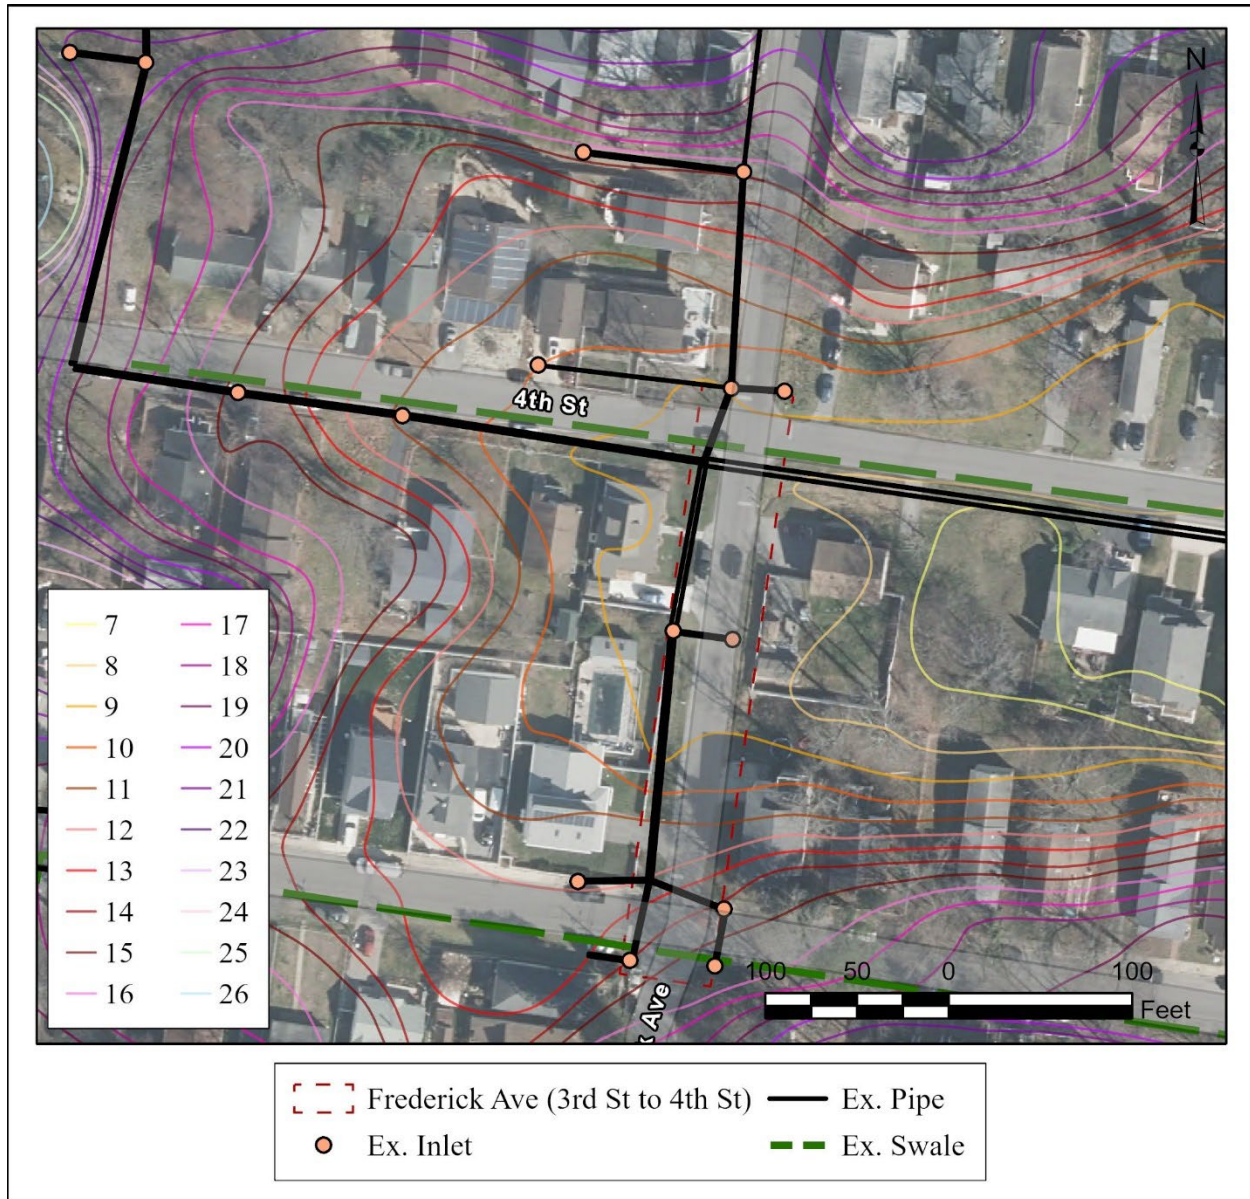 N
4th St
7 17
8 18
9 19
10 20
11 21
12 22
13 23
14 24
15 25
16 26
100 50 0 100
Feet
Ave
Frederick Ave (3rd St to 4th St) Ex. Pipe
Ex. Inlet Ex. Swale